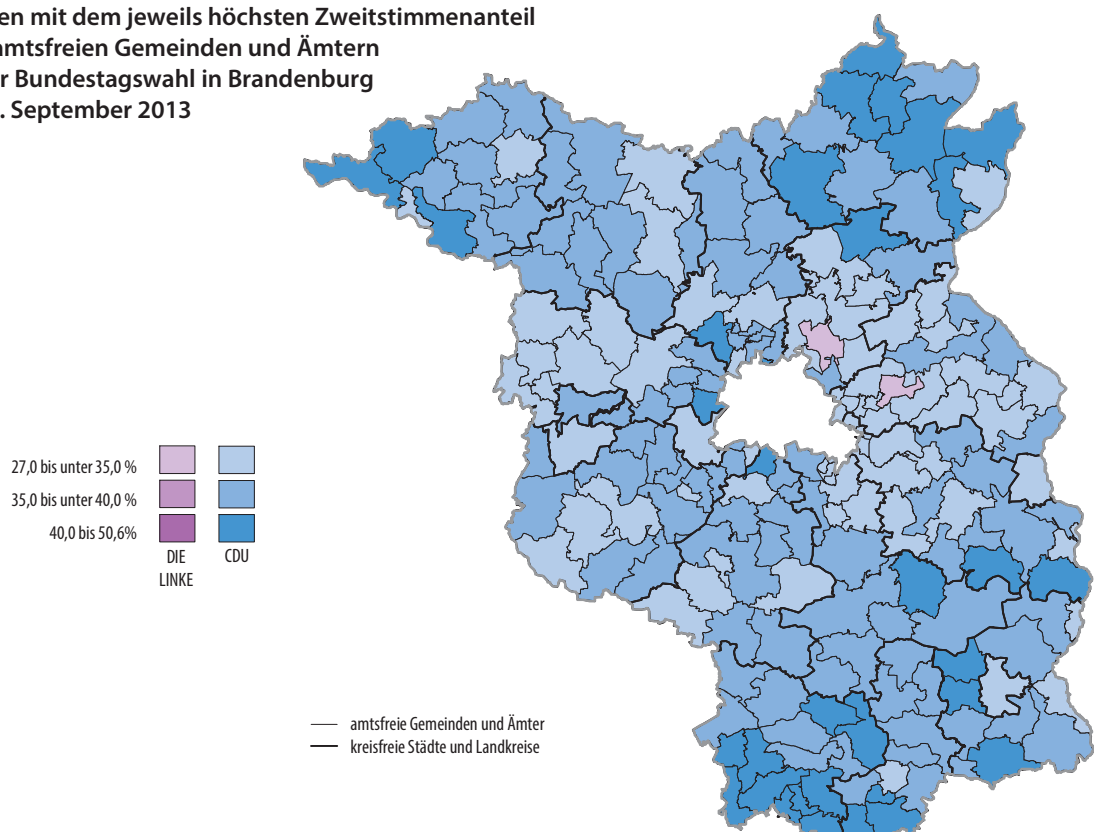 en mit dem jeweils höchsten Zweitstimmenanteil
amtsfreien Gemeinden und Ämtern
r Bundestagswahl in Brandenburg
. September 2013
27,0 bis unter 35,0 %
35,0 bis unter 40,0 %
40,0 bis 50,6%
DIE
LINKE
CDU
amtsfreie Gemeinden und Ämter
kreisfreie Städte und Landkreise